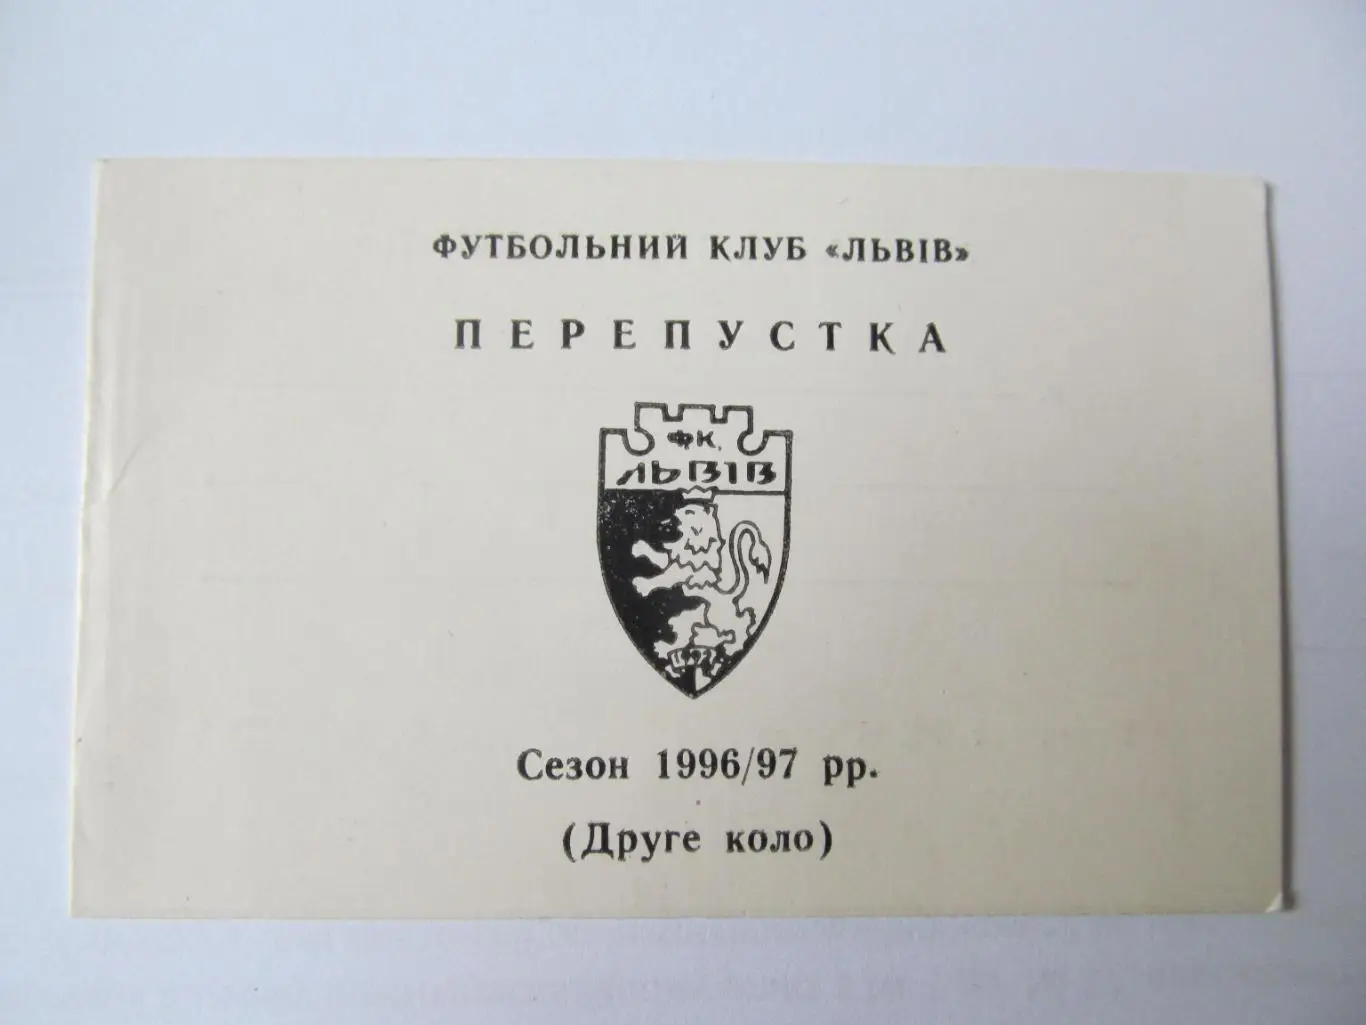 ФУТБОЛЬНИЙ КЛУБ «ЛЬВІВ»
ПЕРЕПУСТКА
ФК
ЛЬВІВ
Сезон 1996/97 рр.
(Друге коло)